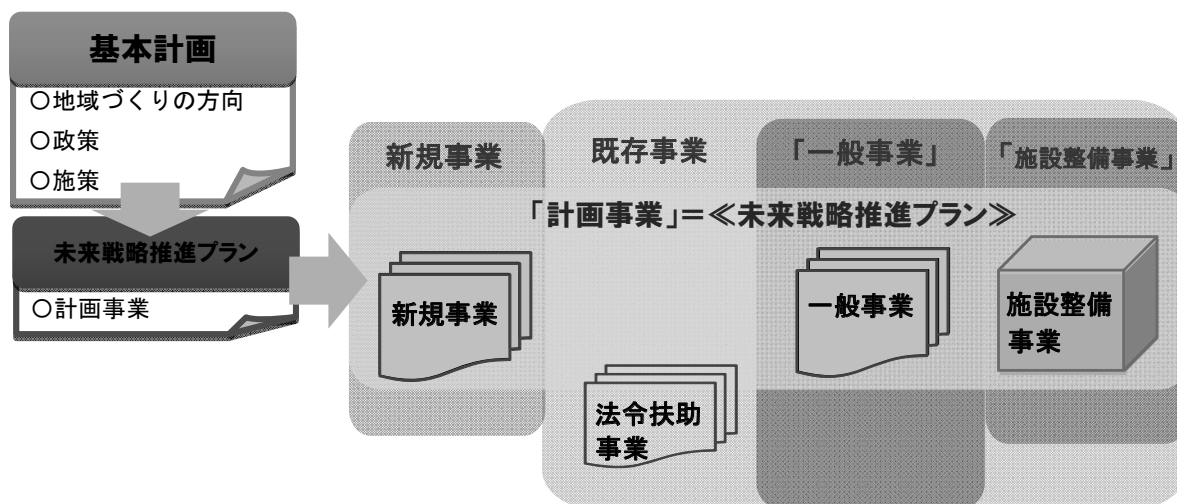 基本計画
〇地域づくりの方向
〇政策
〇施策
未来戦略推進プラン
〇計画事業
新規事業
既存事業
「一般事業」
「施設整備事業」
「計画事業」＝≪未来戦略推進プラン≫
新規事業
一般事業
施設整備
事業
法令扶助
事業